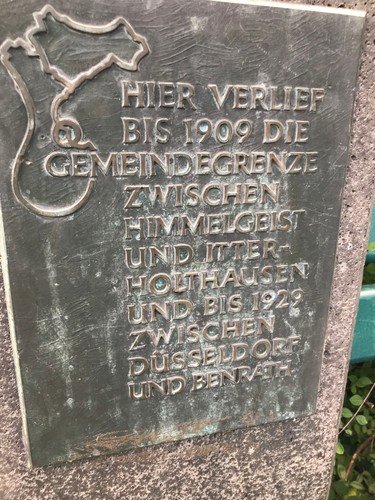 HIER VERLIEF
BIS 1909 DIE
GEMEINDEGRENZE
ZWISCHEN
HIMMELGEIST
UND ITTER-
HOLTHAUSEN
UND BIS 1929
ZWISCHEN
DÜSSELDORF
UND BENRATH.